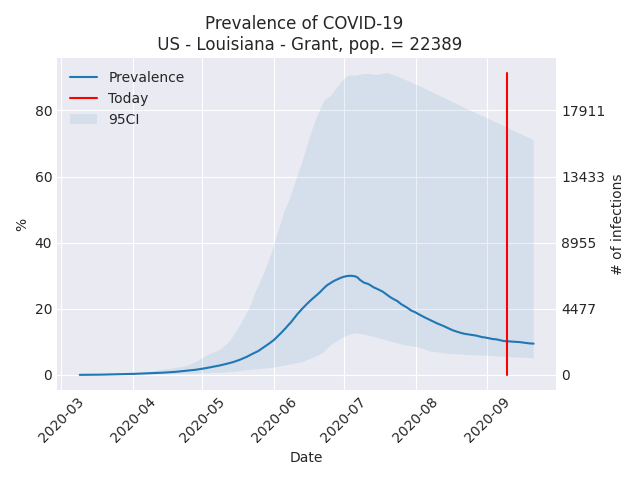 Prevalence of COVID-19
US - Louisiana - Grant, pop. = 22389
Prevalence
Today
95CI
80
60
40
20
0
%
17911
13433
8955
4477
0
# of infections
2020-03
2020-04
2020-05
2020-06
2020-07
2020-08
2020-09
Date